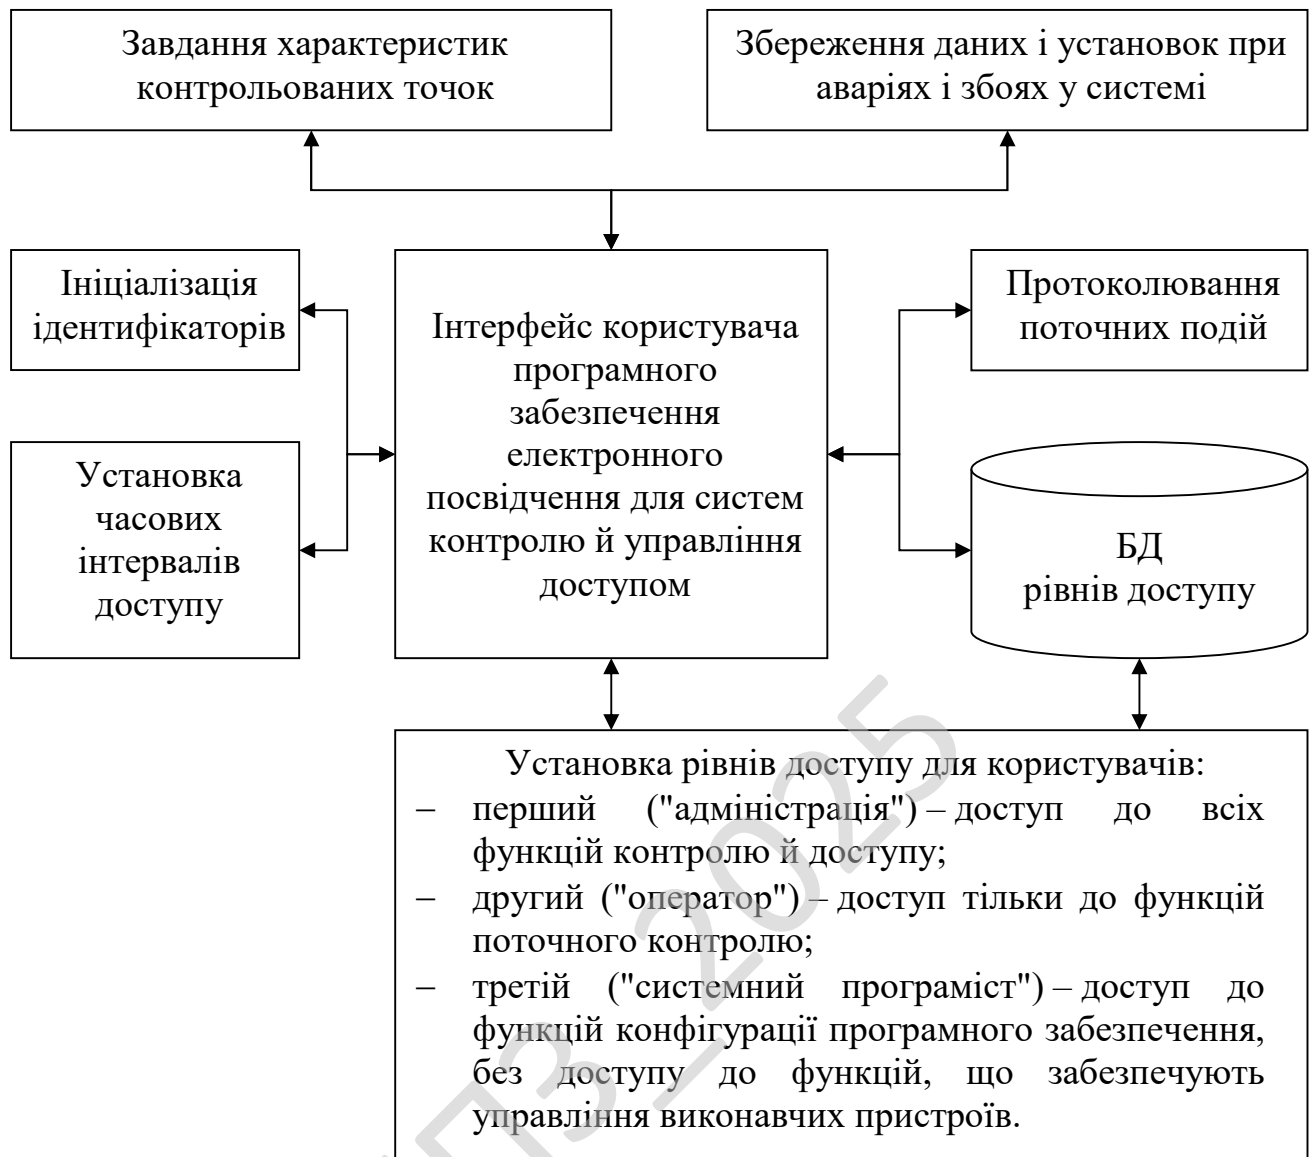 Завдання характеристик
контрольованих точок
Збереження даних і установок при
аваріях і збоях у системі
Ініціалізація
ідентифікаторів
Інтерфейс користувача
програмного
забезпечення
електронного
посвідчення для систем
контролю й управління
доступом
Протоколювання
поточних подій
Установка
часових
інтервалів
доступу
БД
рівнів доступу
Установка рівнів доступу для користувачів:
– перший ("адміністрація") – доступ до всіх
функцій контролю й доступу;
– другий ("оператор") – доступ тільки до функцій
поточного контролю;
– третій ("системний програміст") – доступ до
функцій конфігурації програмного забезпечення,
без доступу до функцій, що забезпечують
управління виконавчих пристроїв.